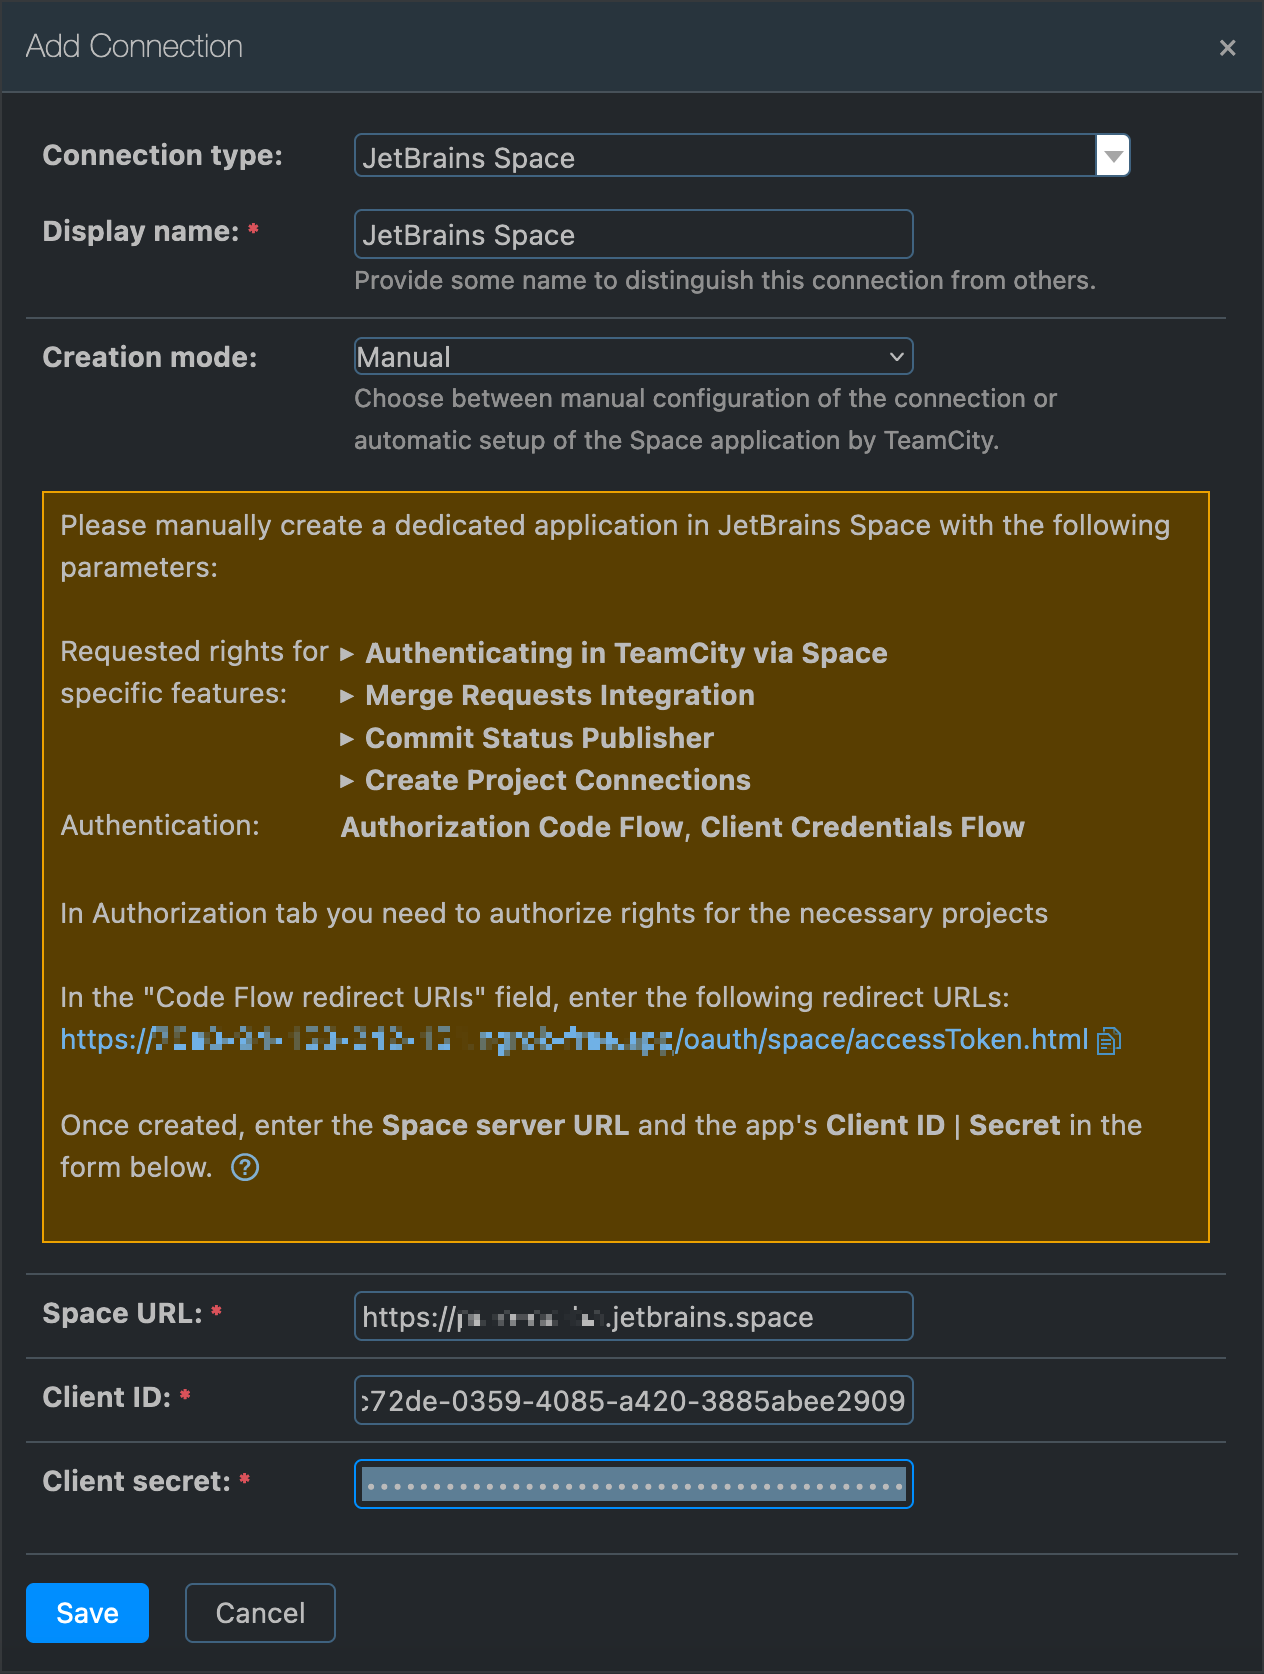 Add Connection
Connection type: JetBrains Space
Display name: * JetBrains Space
Provide some name to distinguish this connection from others.
Creation mode: Manual
Choose between manual configuration of the connection or
automatic setup of the Space application by TeamCity.
Please manually create a dedicated application in JetBrains Space with the following
parameters:
Requested rights for ▸ Authenticating in TeamCity via Space
specific features: ▸ Merge Requests Integration
▸ Commit Status Publisher
▸ Create Project Connections
Authentication: Authorization Code Flow, Client Credentials Flow
In Authorization tab you need to authorize rights for the necessary projects
In the "Code Flow redirect URIs" field, enter the following redirect URLs:
https:// /oauth/space/accessToken.html
Once created, enter the Space server URL and the app's Client ID | Secret in the
form below. ?
Space URL: * https:// .jetbrains.space
Client ID: * c72de-0359-4085-a420-3885abee2909
Client secret: *
Save Cancel